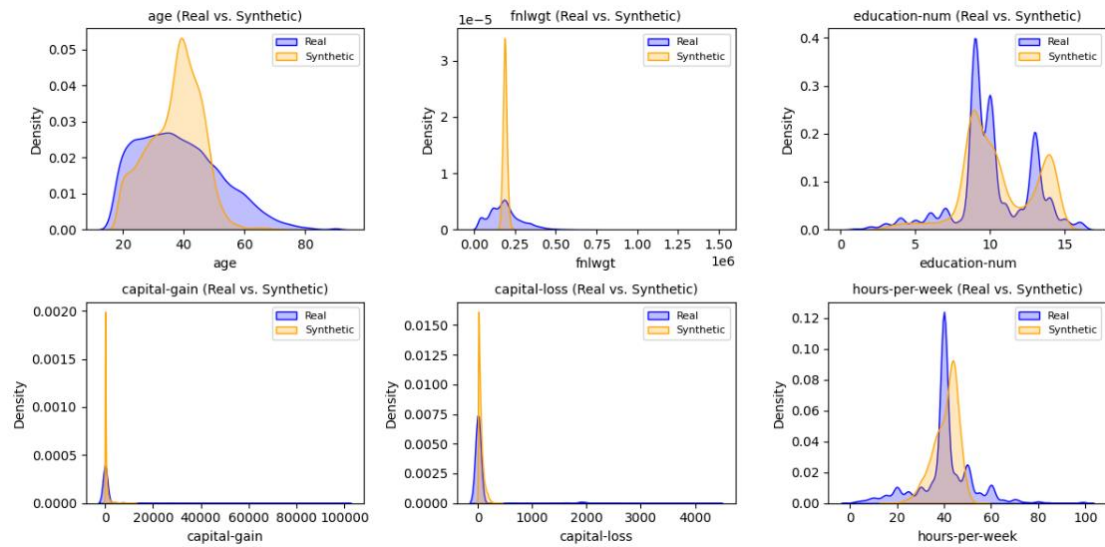 age (Real vs. Synthetic)
Density
0.05
0.04
0.03
0.02
0.01
0.00
20
40
60
80
age
Real
Synthetic
fnlwgt (Real vs. Synthetic)
1e−5
Density
3
2
1
0
0.00
0.25
0.50
0.75
1.00
1.25
1.50
1e6
fnlwgt
Real
Synthetic
education-num (Real vs. Synthetic)
Density
0.4
0.3
0.2
0.1
0.0
0
5
10
15
education-num
Real
Synthetic
capital-gain (Real vs. Synthetic)
Density
0.0020
0.0015
0.0010
0.0005
0.0000
0
20000
40000
60000
80000
100000
capital-gain
Real
Synthetic
capital-loss (Real vs. Synthetic)
Density
0.0150
0.0125
0.0100
0.0075
0.0050
0.0025
0.0000
0
1000
2000
3000
4000
capital-loss
Real
Synthetic
hours-per-week (Real vs. Synthetic)
Density
0.12
0.10
0.08
0.06
0.04
0.02
0.00
0
20
40
60
80
100
hours-per-week
Real
Synthetic